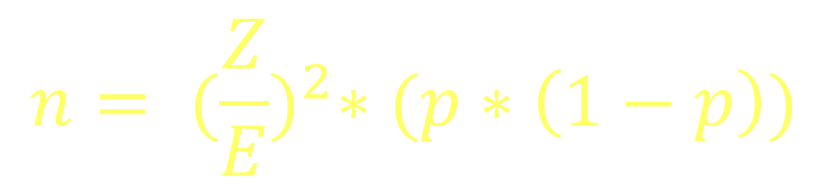 n = (Z/E)² * (p * (1 − p))